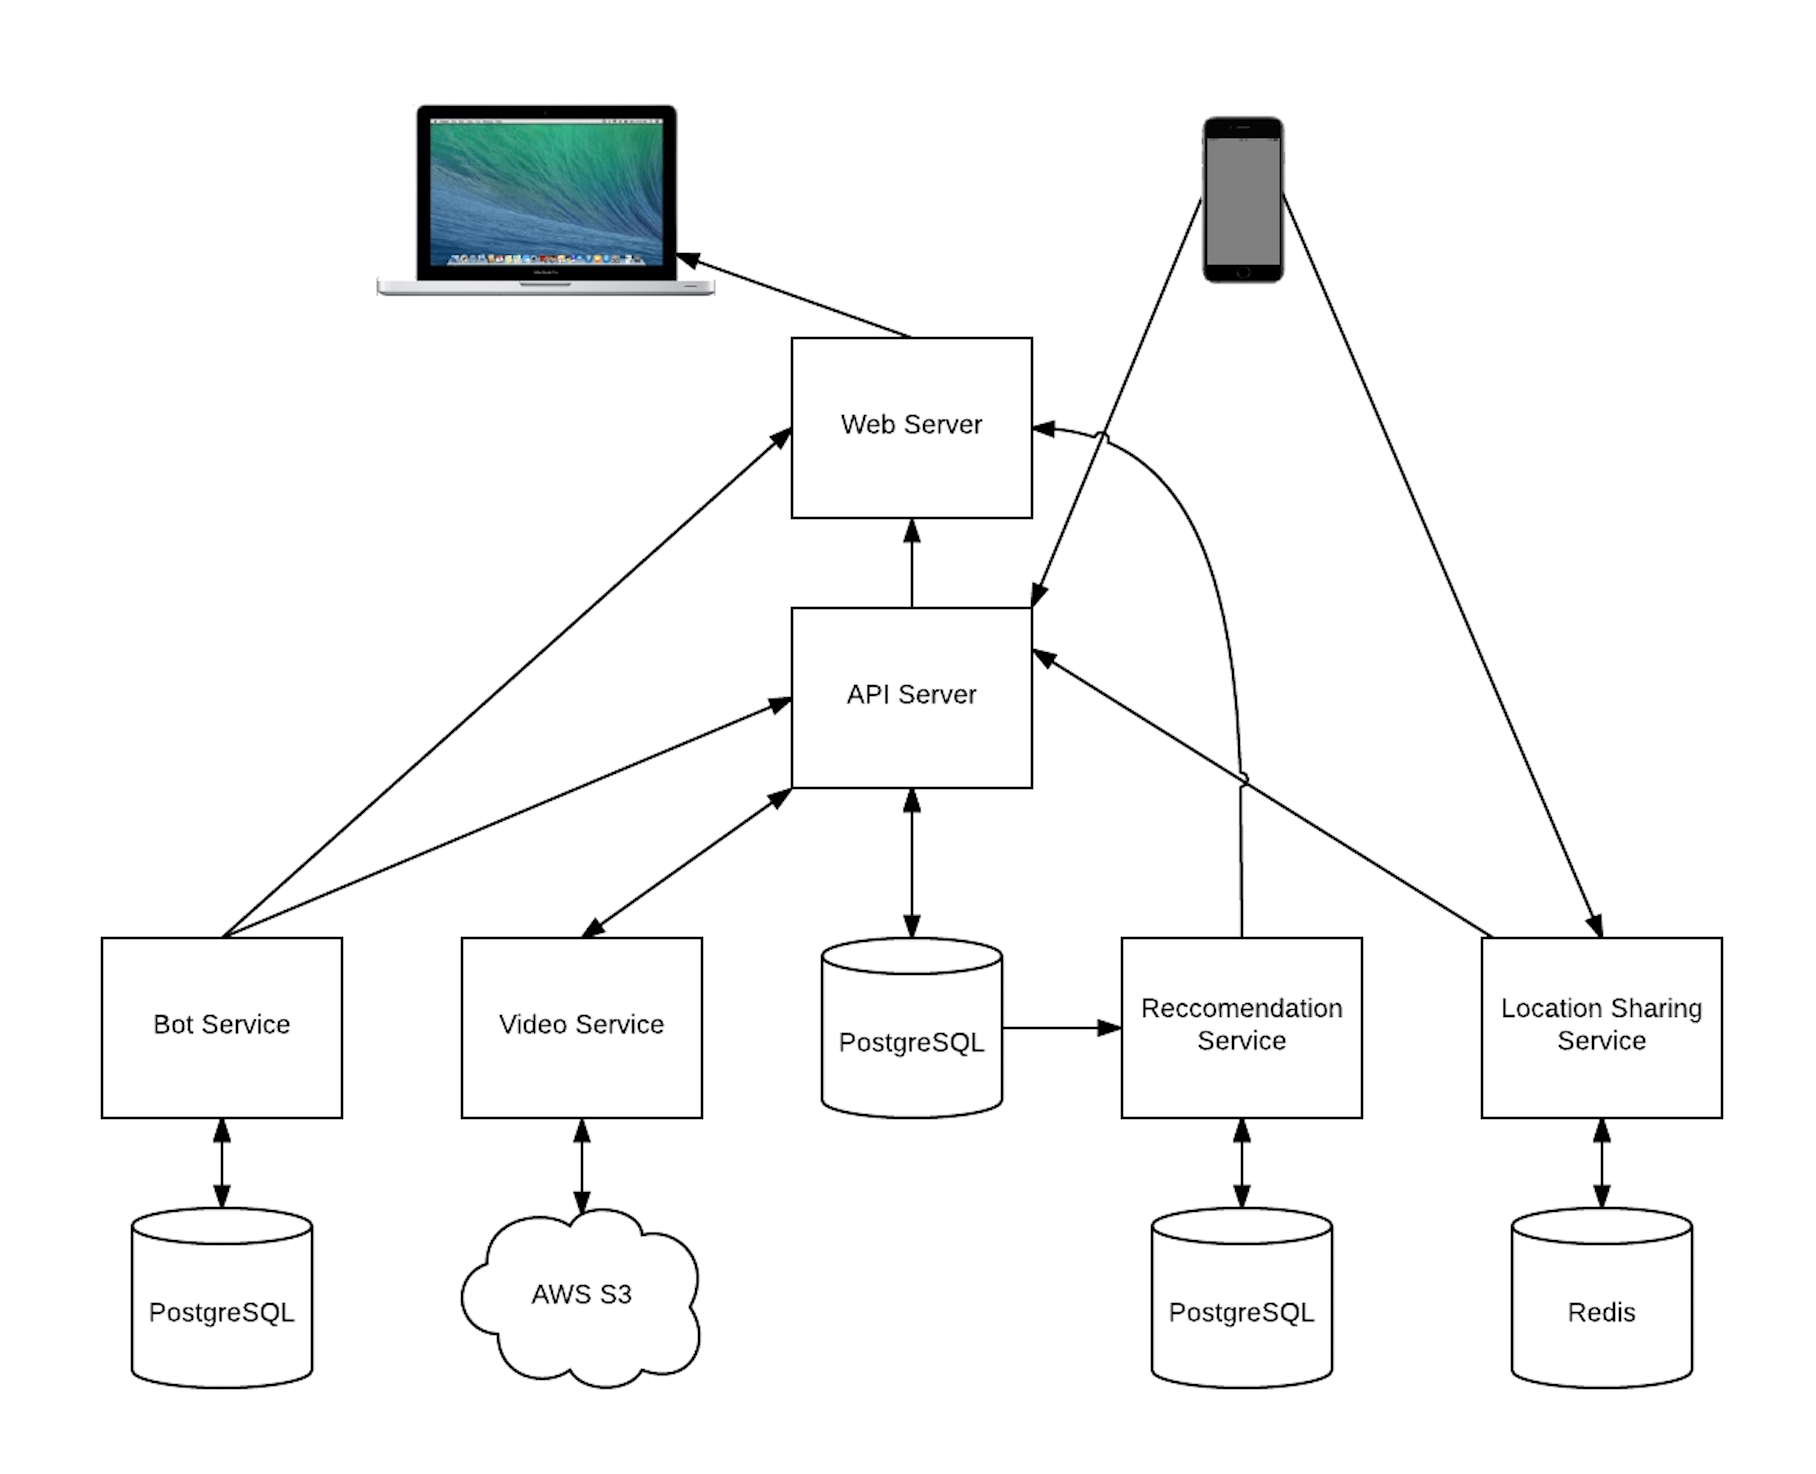 Web Server
API Server
Bot Service
Video Service
PostgreSQL
Reccomendation
Service
Location Sharing
Service
PostgreSQL
AWS S3
PostgreSQL
Redis